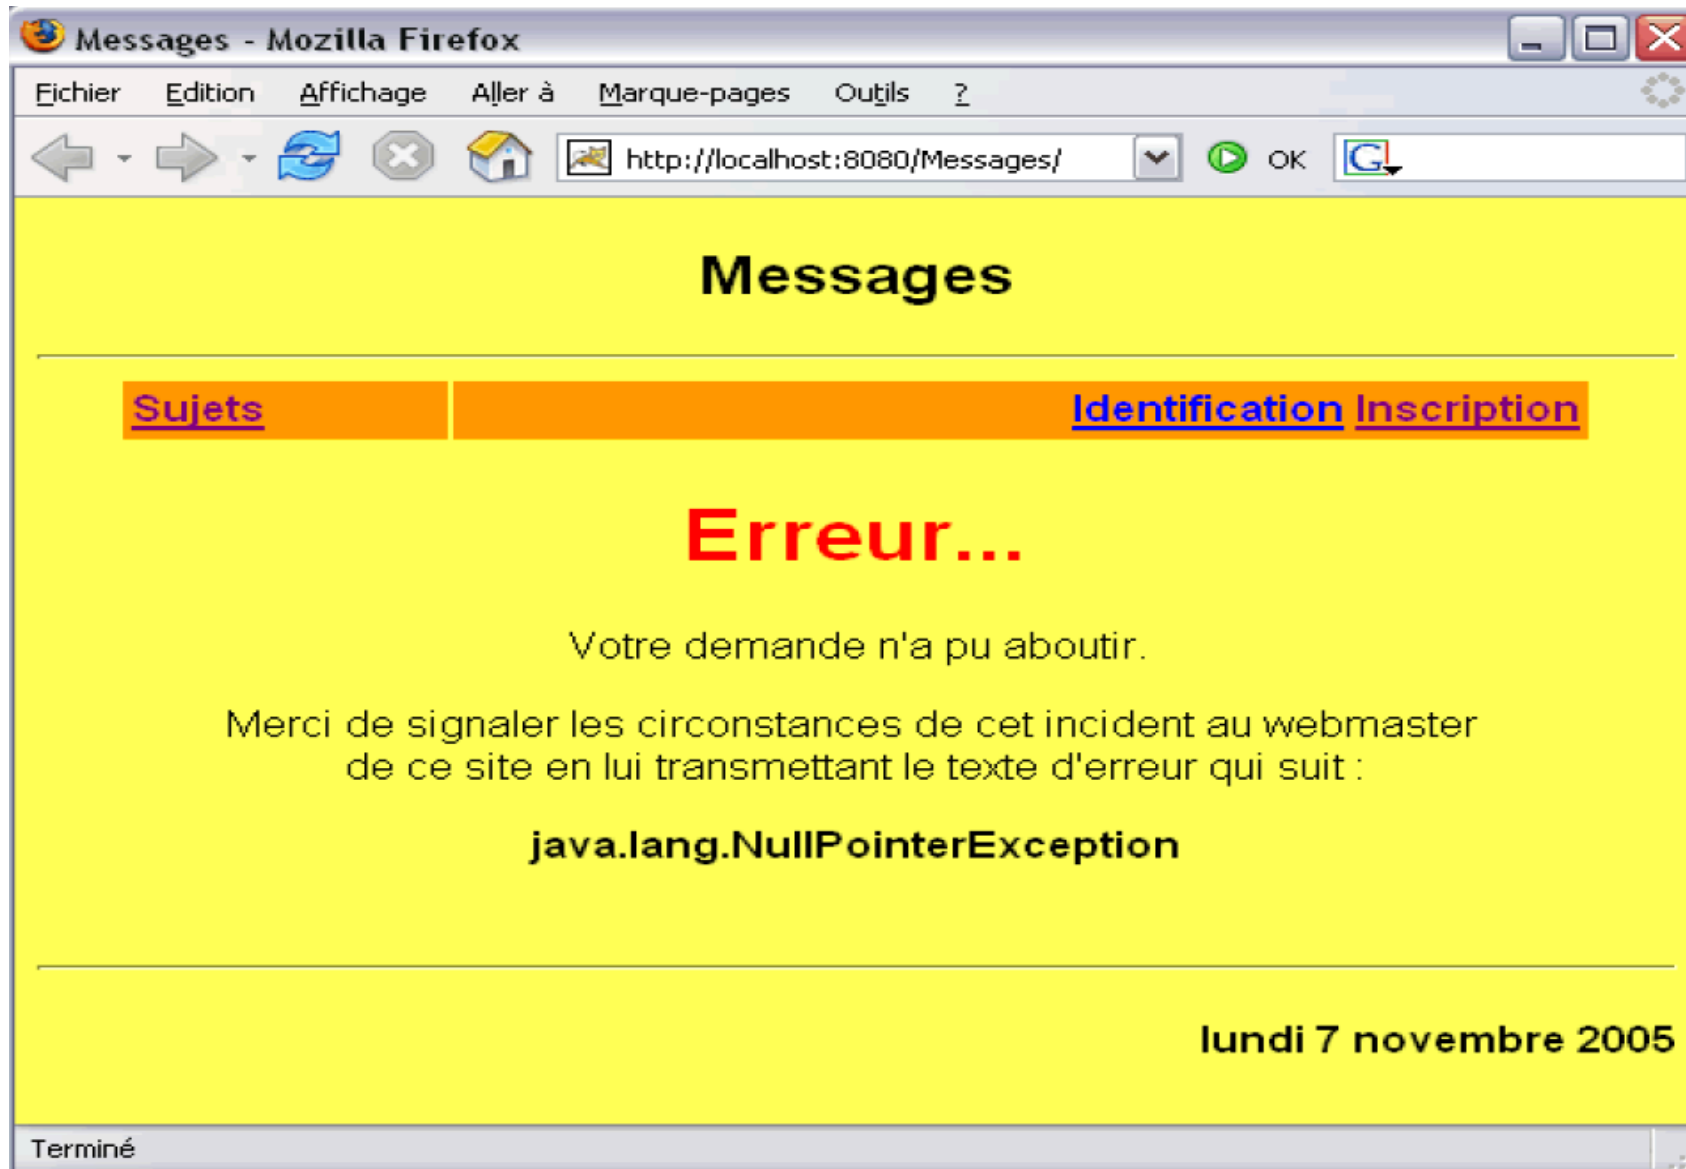 Messages - Mozilla Firefox
Fichier Edition Affichage Aller à Marque-pages Outils ?
http://localhost:8080/Messages/ OK G
Messages
Sujets Identification Inscription
Erreur...
Votre demande n'a pu aboutir.
Merci de signaler les circonstances de cet incident au webmaster
de ce site en lui transmettant le texte d'erreur qui suit :
java.lang.NullPointerException
lundi 7 novembre 2005
Terminé